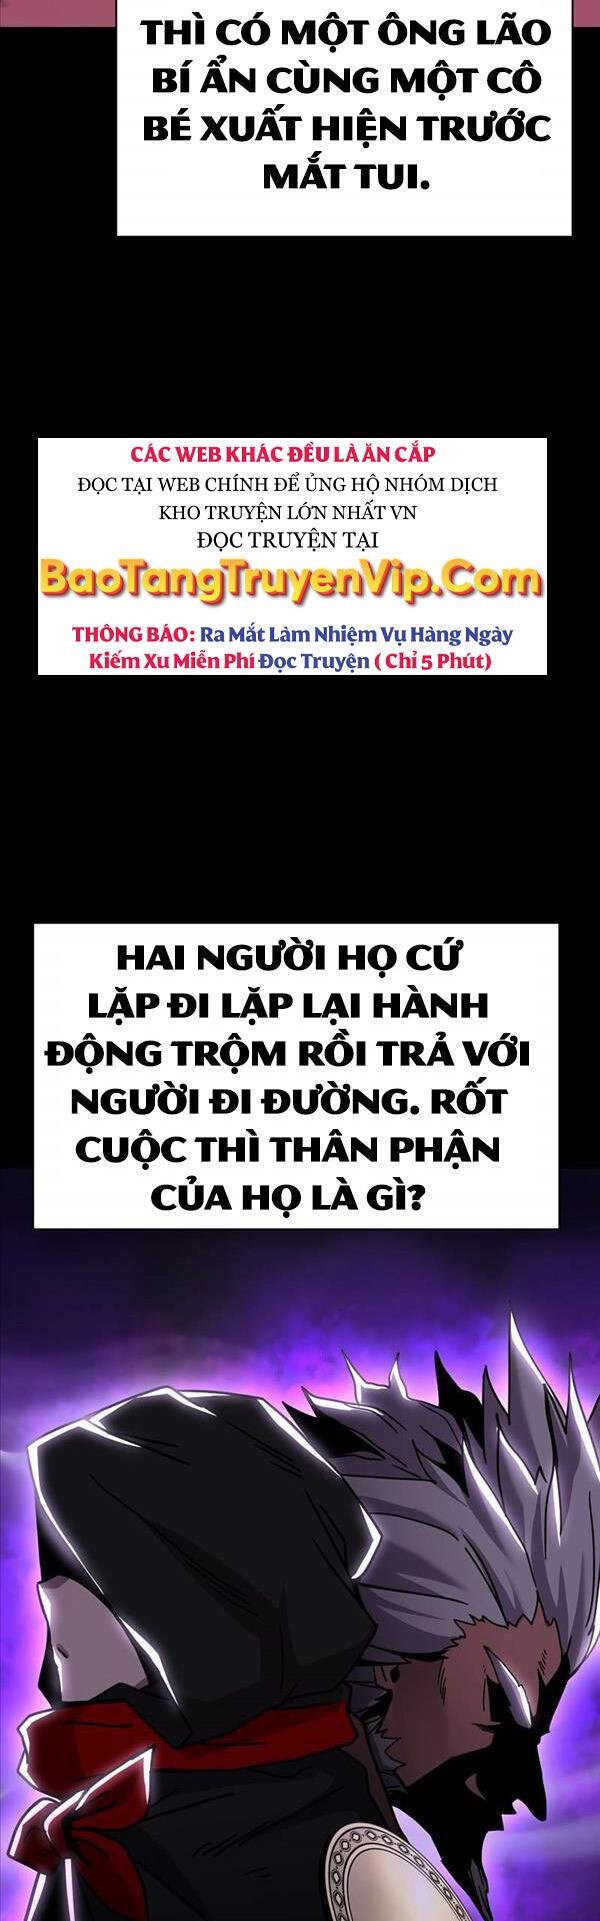 THÌ CÓ MỘT ÔNG LÃO
BÍ ẨN CÙNG MỘT CÔ
BÉ XUẤT HIỆN TRƯỚC
MẮT TUI.
CÁC WEB KHÁC ĐỀU LÀ ĂN CẮP
ĐỌC TẠI WEB CHÍNH ĐỂ ỦNG HỘ NHÓM DỊCH
KHO TRUYỆN LỚN NHẤT VN
ĐỌC TRUYỆN TẠI
BaoTangTruyenVip.Com
THÔNG BÁO: Ra Mắt Làm Nhiệm Vụ Hàng Ngày
Kiếm Xu Miễn Phí Đọc Truyện ( Chỉ 5 Phút)
HAI NGƯỜI HỌ CỨ
LẶP ĐI LẶP LẠI HÀNH
ĐỘNG TRỘM RỒI TRẢ VỚI
NGƯỜI ĐI ĐƯỜNG. RỐT
CUỘC THÌ THÂN PHẬN
CỦA HỌ LÀ GÌ?